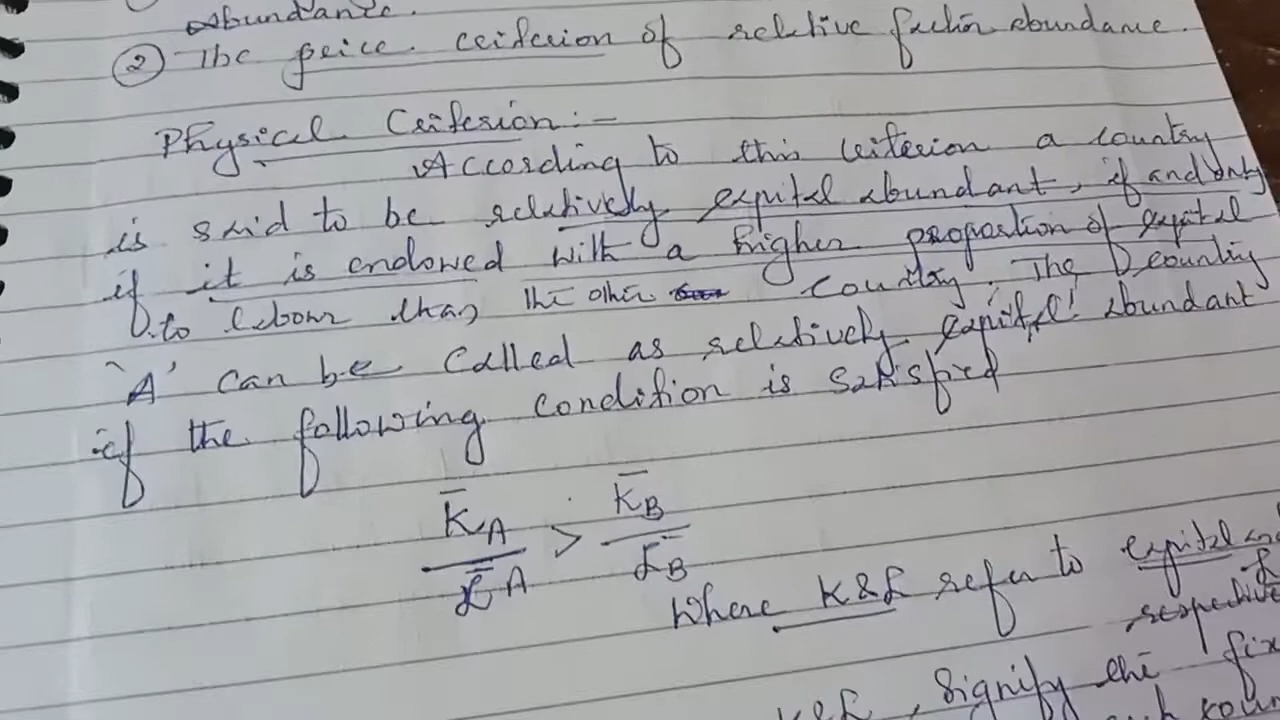 abundance.
② The price criterion of relative factor abundance.
Physical Criterion:-
According to this criterion a country
is said to be relatively capital abundant, if and only
if it is endowed with a higher proportion of capital
to labour than the other country. The country
'A' can be called as relatively capital abundant
if the following condition is satisfied
K̄A / L̄A > K̄B / L̄B
Where K & L refer to capital and
L respective
K & L, signify the fix